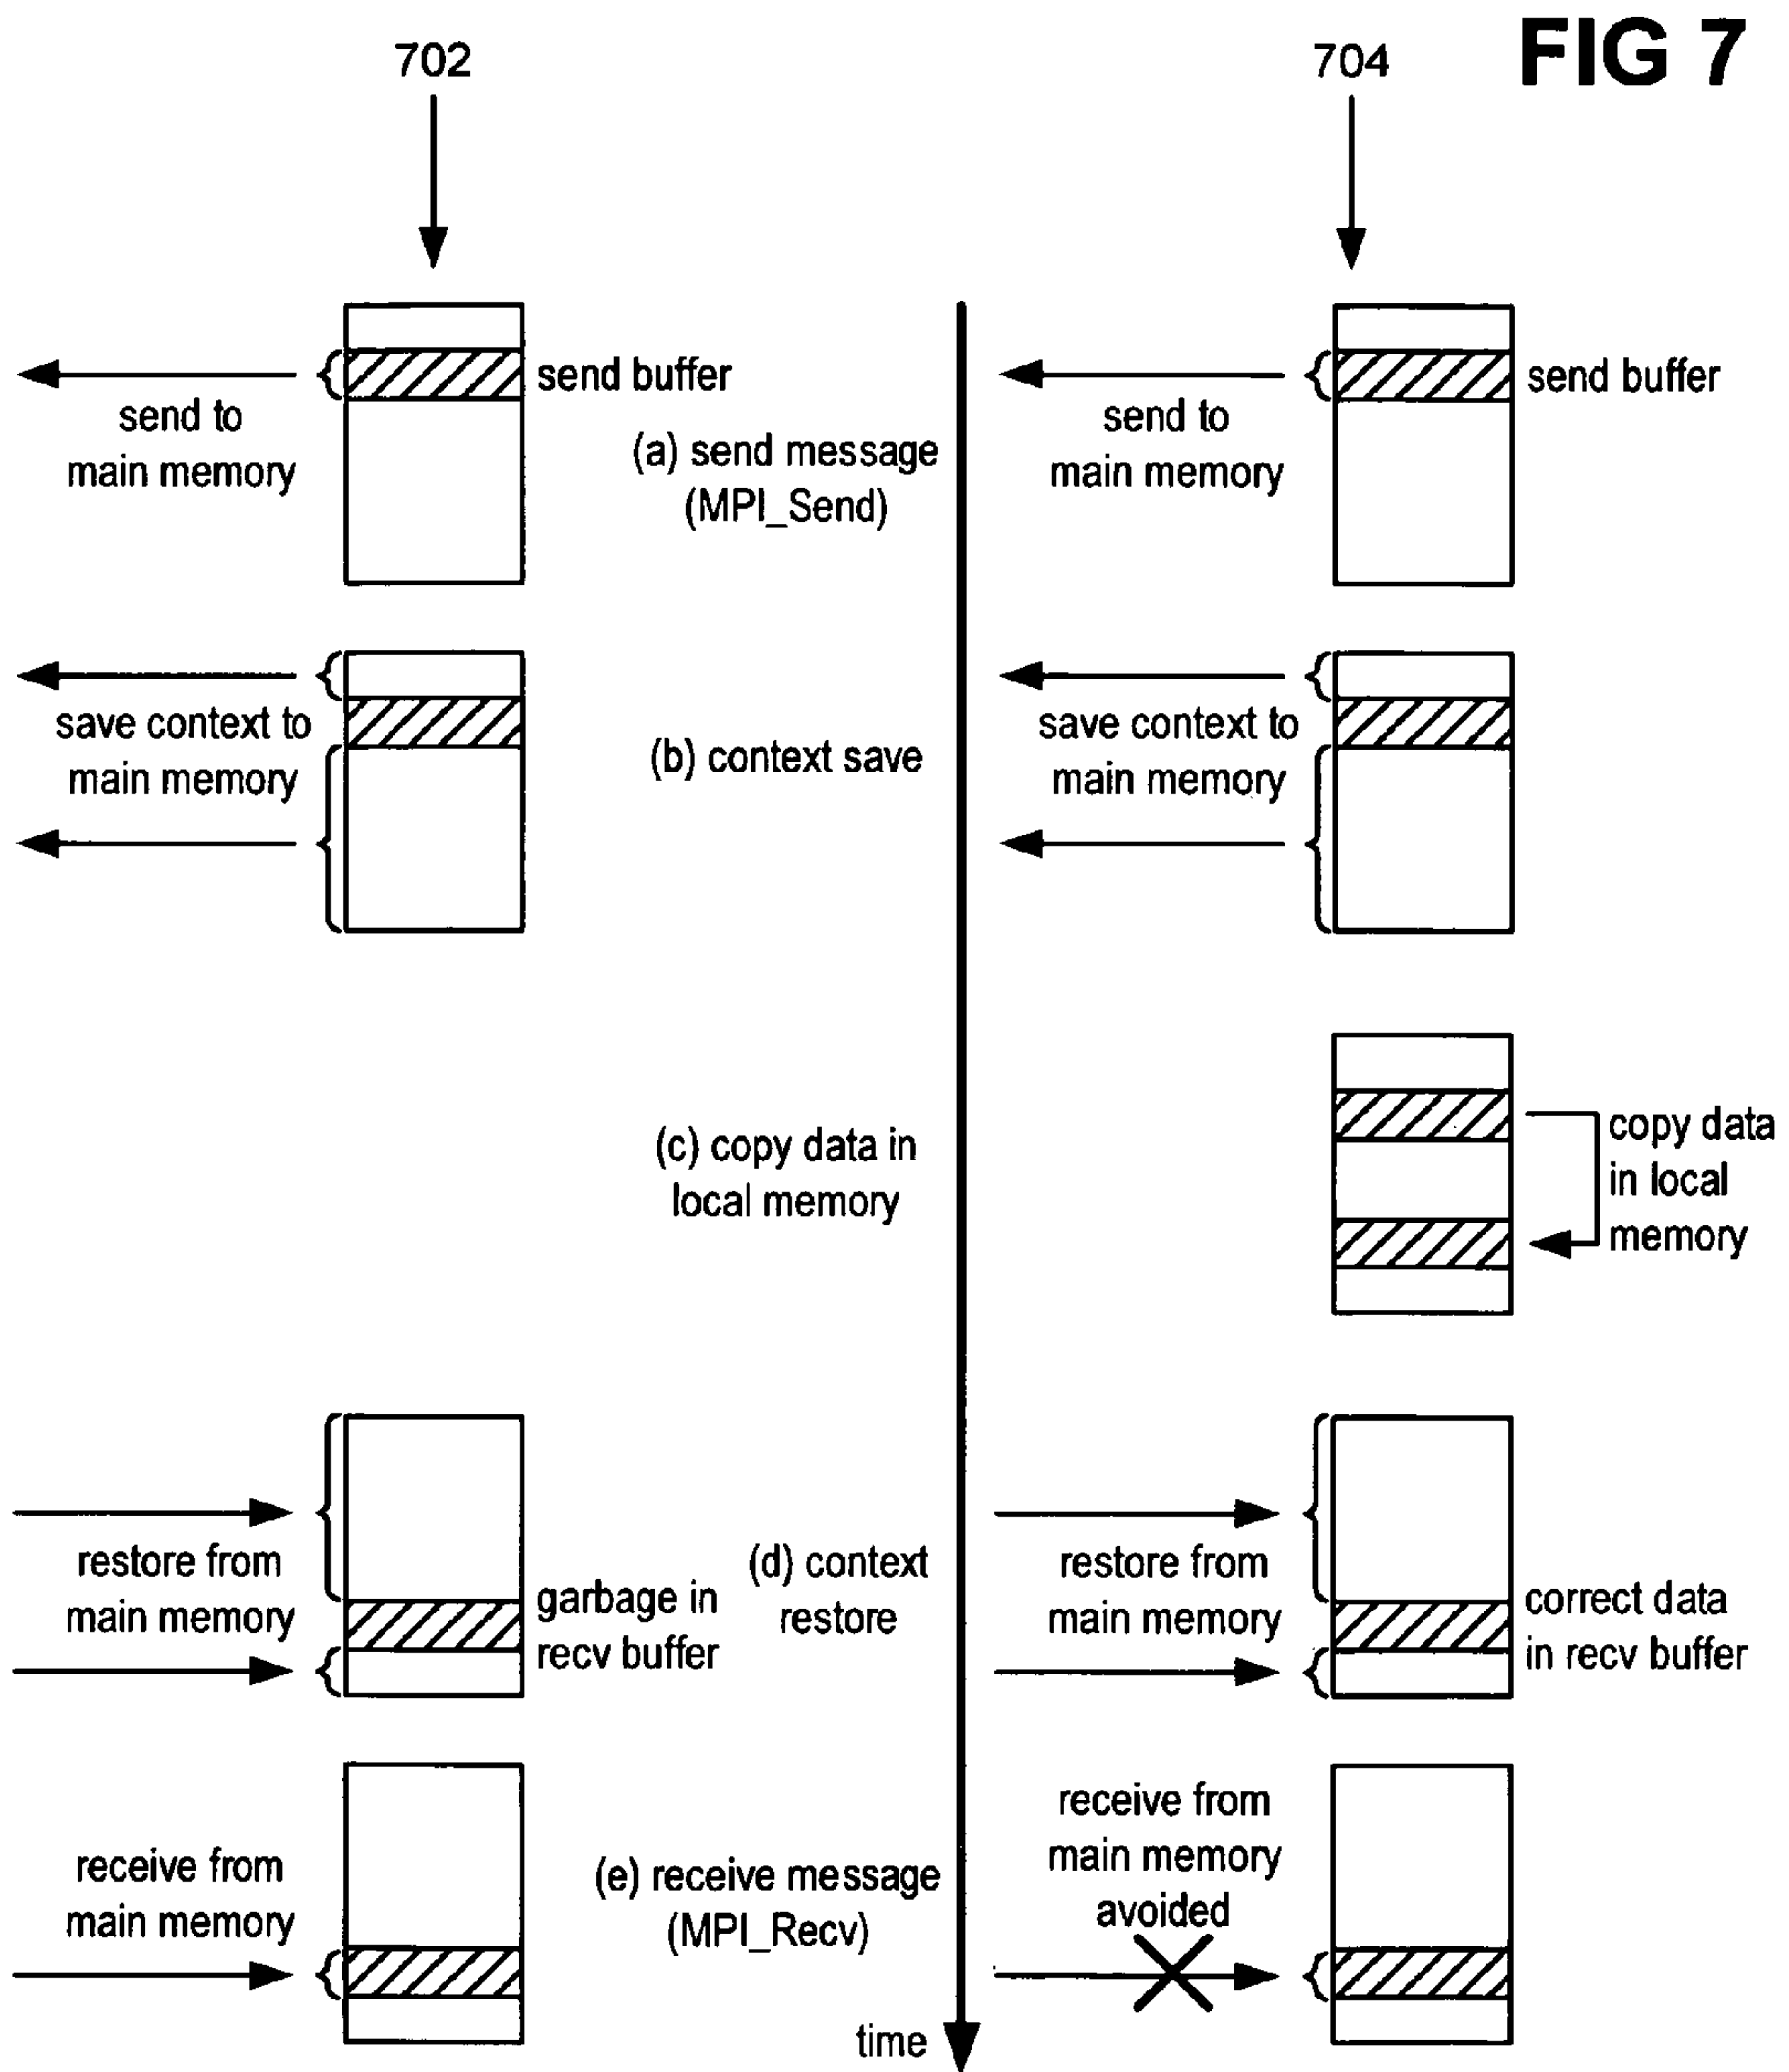 FIG 7
702
704
send buffer
send to
main memory
(a) send message
(MPI_Send)
send to
main memory
send buffer
save context to
main memory
(b) context save
save context to
main memory
(c) copy data in
local memory
copy data
in local
memory
restore from
main memory
garbage in
recv buffer
(d) context
restore
restore from
main memory
correct data
in recv buffer
receive from
main memory
(e) receive message
(MPI_Recv)
receive from
main memory
avoided
time